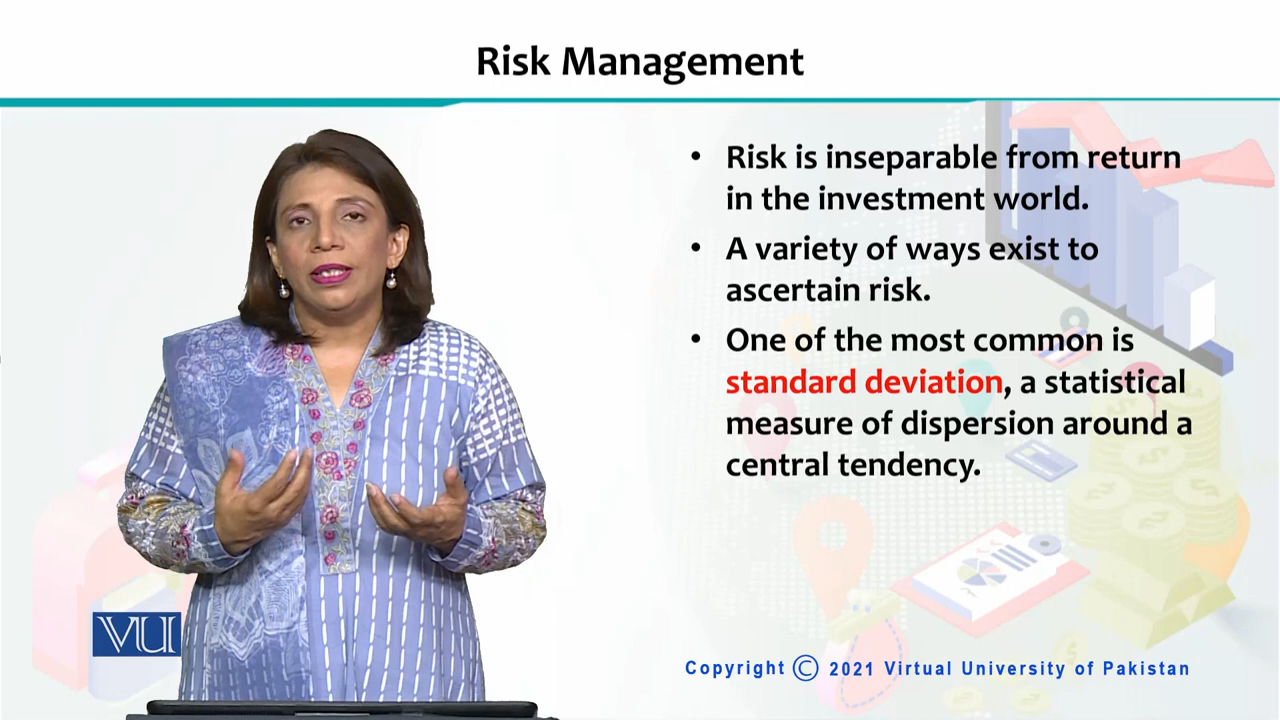 Risk Management
• Risk is inseparable from return
in the investment world.
• A variety of ways exist to
ascertain risk.
• One of the most common is
standard deviation, a statistical
measure of dispersion around a
central tendency.
VU
Copyright © 2021 Virtual University of Pakistan